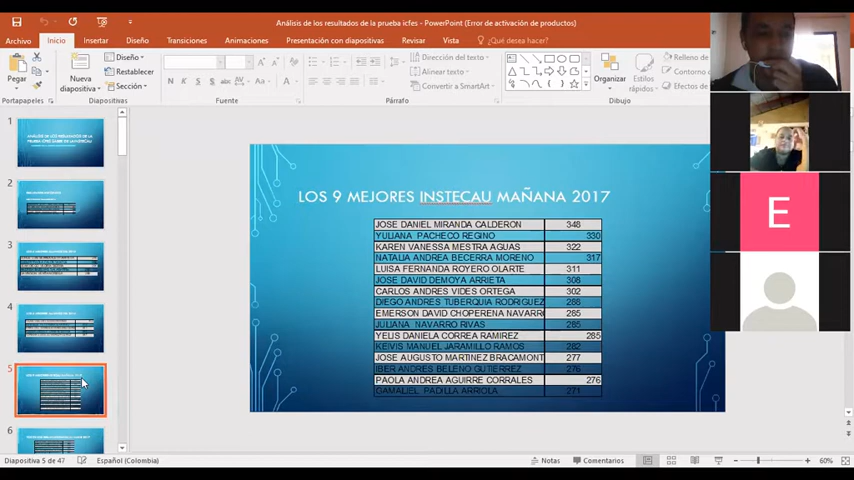 Análisis de los resultados de la prueba icfes - PowerPoint (Error de activación de productos)
Archivo Inicio Insertar Diseño Transiciones Animaciones Presentación con diapositivas Revisar Vista ¿Qué desea hacer?
Pegar
Nueva diapositiva
Diseño
Restablecer
Sección
N K S S abc AV Aa A
Dirección del texto
Alinear texto
Convertir a SmartArt
Organizar
Estilos rápidos
Relleno de
Contorno
Efectos de
Portapapeles Diapositivas Fuente Párrafo Dibujo
1
2
3
4
5
6
LOS 9 MEJORES INSTECAU MAÑANA 2017
JOSE DANIEL MIRANDA CALDERON 348
YULIANA PACHECO REGINO 330
KAREN VANESSA MESTRA AGUAS 322
NATALIA ANDREA BECERRA MORENO 317
LUISA FERNANDA ROYERO OLARTE 311
JOSE DAVID DEMOYA ARRIETA 308
CARLOS ANDRES VIDES ORTEGA 302
DIEGO ANDRES TUBERQUIA RODRIGUEZ 288
EMERSON DAVID CHOPERENA NAVARR 285
JULIANA NAVARRO RIVAS 285
YELIS DANIELA CORREA RAMIREZ 285
KEIVIS MANUEL JARAMILLO RAMOS 282
JOSE AUGUSTO MARTINEZ BRACAMONT 277
IBER ANDRES BELENO GUTIERREZ 276
PAOLA ANDREA AGUIRRE CORRALES 276
GAMALIEL PADILLA ARRIOLA 271
E
Diapositiva 5 de 47 Español (Colombia) Notas Comentarios 60%